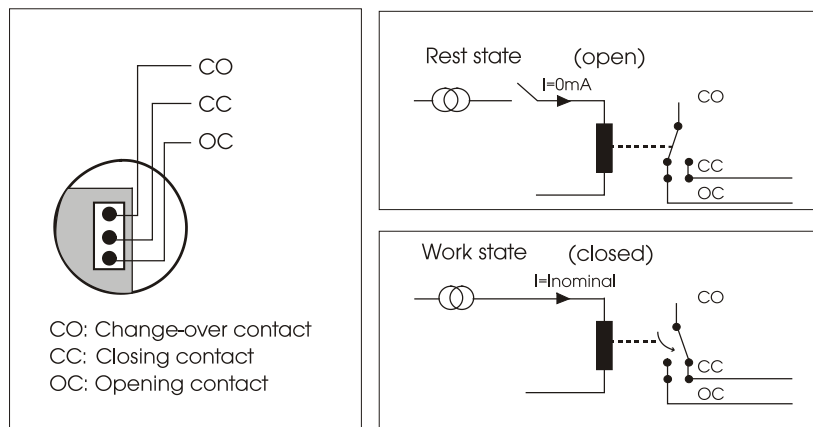 CO
CC
OC
CO: Change-over contact
CC: Closing contact
OC: Opening contact
Rest state (open)
I=0mA
CO
CC
OC
Work state (closed)
I=Inominal
CO
CC
OC